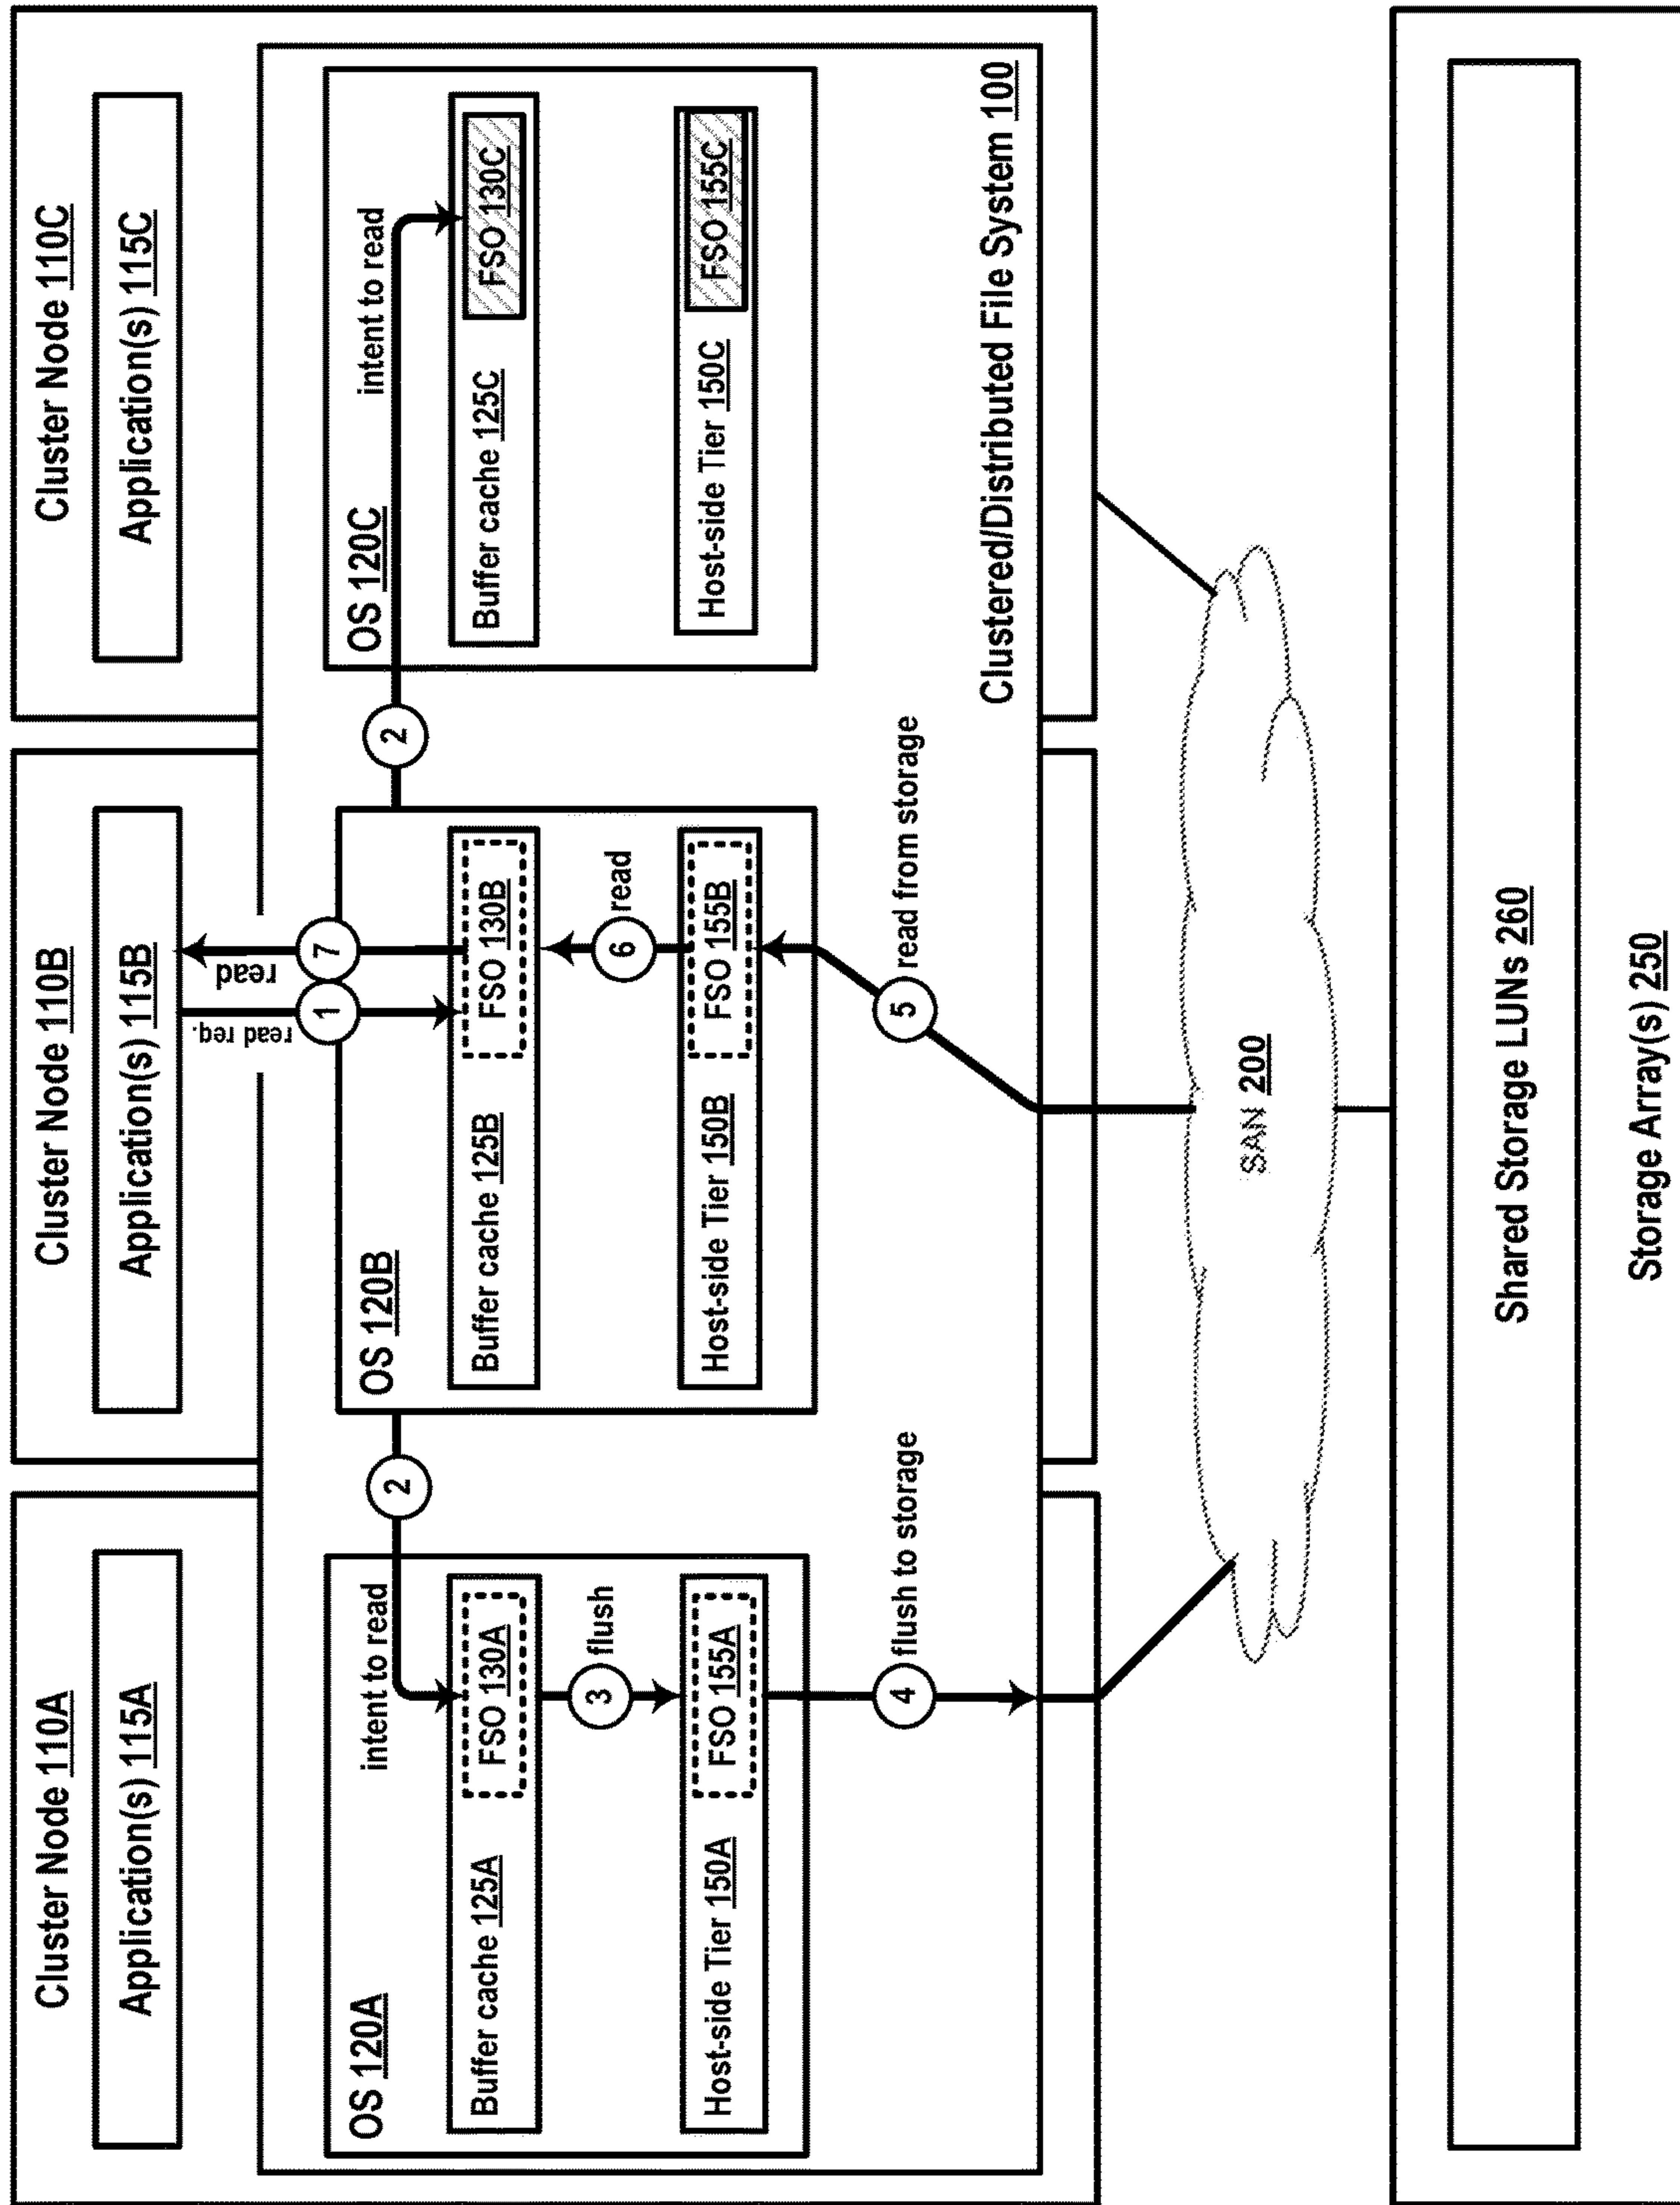 Cluster Node 110A
Application(s) 115A
OS 120A
intent to read
Buffer cache 125A
FSO 130A
3
flush
Host-side Tier 150A
FSO 155A
4
flush to storage
2
Cluster Node 110B
Application(s) 115B
read req.
read
1
7
OS 120B
Buffer cache 125B
FSO 130B
6
read
Host-side Tier 150B
FSO 155B
5
read from storage
2
Cluster Node 110C
Application(s) 115C
OS 120C
intent to read
Buffer cache 125C
FSO 130C
Host-side Tier 150C
FSO 155C
Clustered/Distributed File System 100
SAN 200
Shared Storage LUNs 260
Storage Array(s) 250